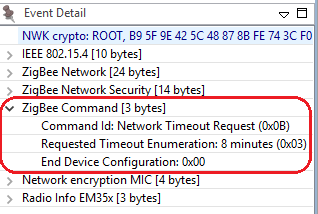 Event Detail
NWK crypto: ROOT, B9 5F 9E 42 5C 48 87 8B FE 74 3C F0
IEEE 802.15.4 [10 bytes]
ZigBee Network [24 bytes]
ZigBee Network Security [14 bytes]
ZigBee Command [3 bytes]
Command Id: Network Timeout Request (0x0B)
Requested Timeout Enumeration: 8 minutes (0x03)
End Device Configuration: 0x00
Network encryption MIC [4 bytes]
Radio Info EM35x [3 bytes]